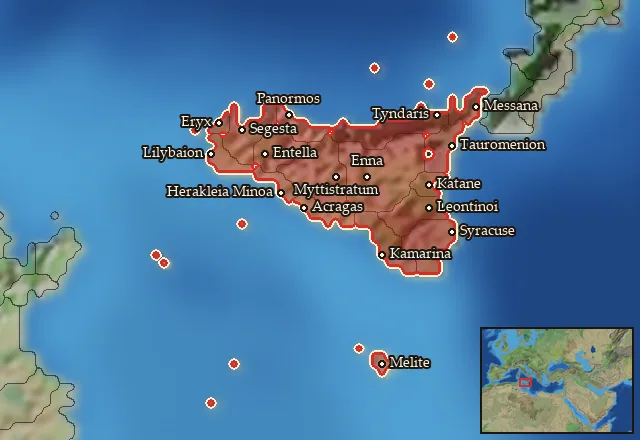 Panormos
Tyndaris
Messana
Eryx
Segesta
Tauromenion
Lilybaion
Entella
Enna
Herakleia Minoa
Myttistratum
Katane
Acragas
Leontinoi
Syracuse
Kamarina
Melite